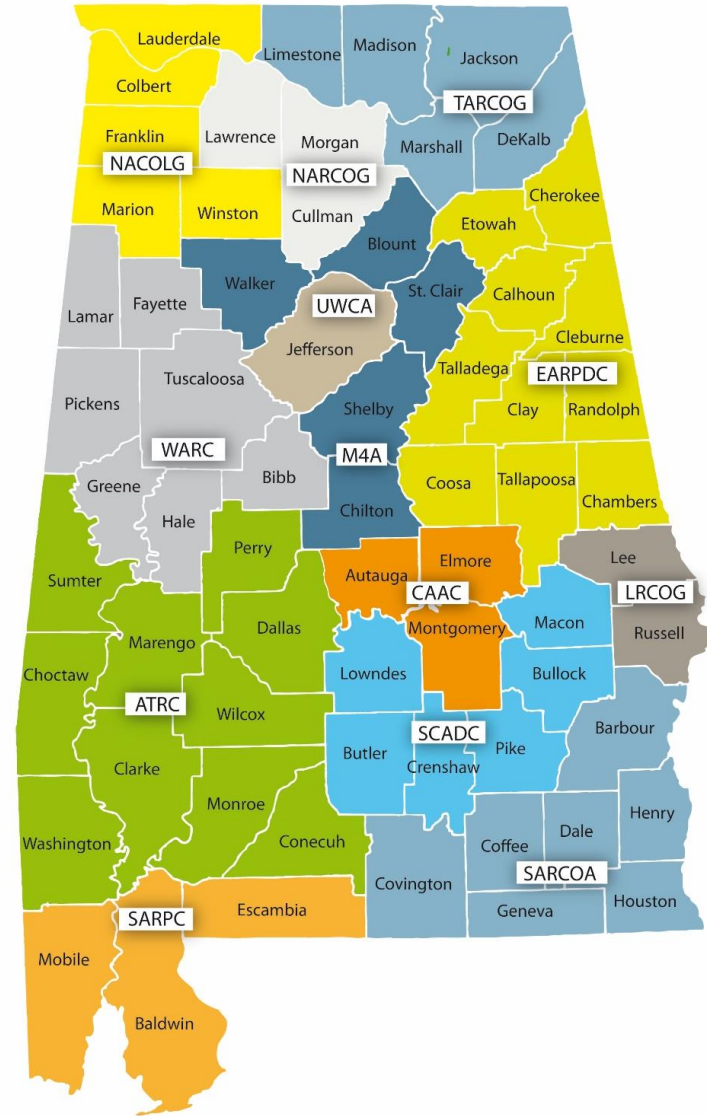 Lauderdale
Limestone
Madison
Jackson
Colbert
TARCOG
Franklin
Lawrence
Morgan
Marshall
DeKalb
NACOLG
NARCOG
Marion
Winston
Cullman
Cherokee
Etowah
Blount
Walker
St. Clair
Calhoun
Lamar
Fayette
UWCA
Jefferson
Cleburne
Tuscaloosa
Talladega
EARPDC
Pickens
Shelby
Clay
Randolph
WARC
M4A
Greene
Bibb
Coosa
Tallapoosa
Chambers
Hale
Chilton
Perry
Elmore
Lee
Sumter
Autauga
CAAC
LRCOG
Marengo
Dallas
Montgomery
Macon
Russell
Choctaw
Lowndes
Bullock
ATRC
Wilcox
SCADC
Barbour
Butler
Crenshaw
Pike
Clarke
Monroe
Henry
Washington
Conecuh
Coffee
Dale
SARCOA
Covington
Houston
SARPC
Escambia
Geneva
Mobile
Baldwin